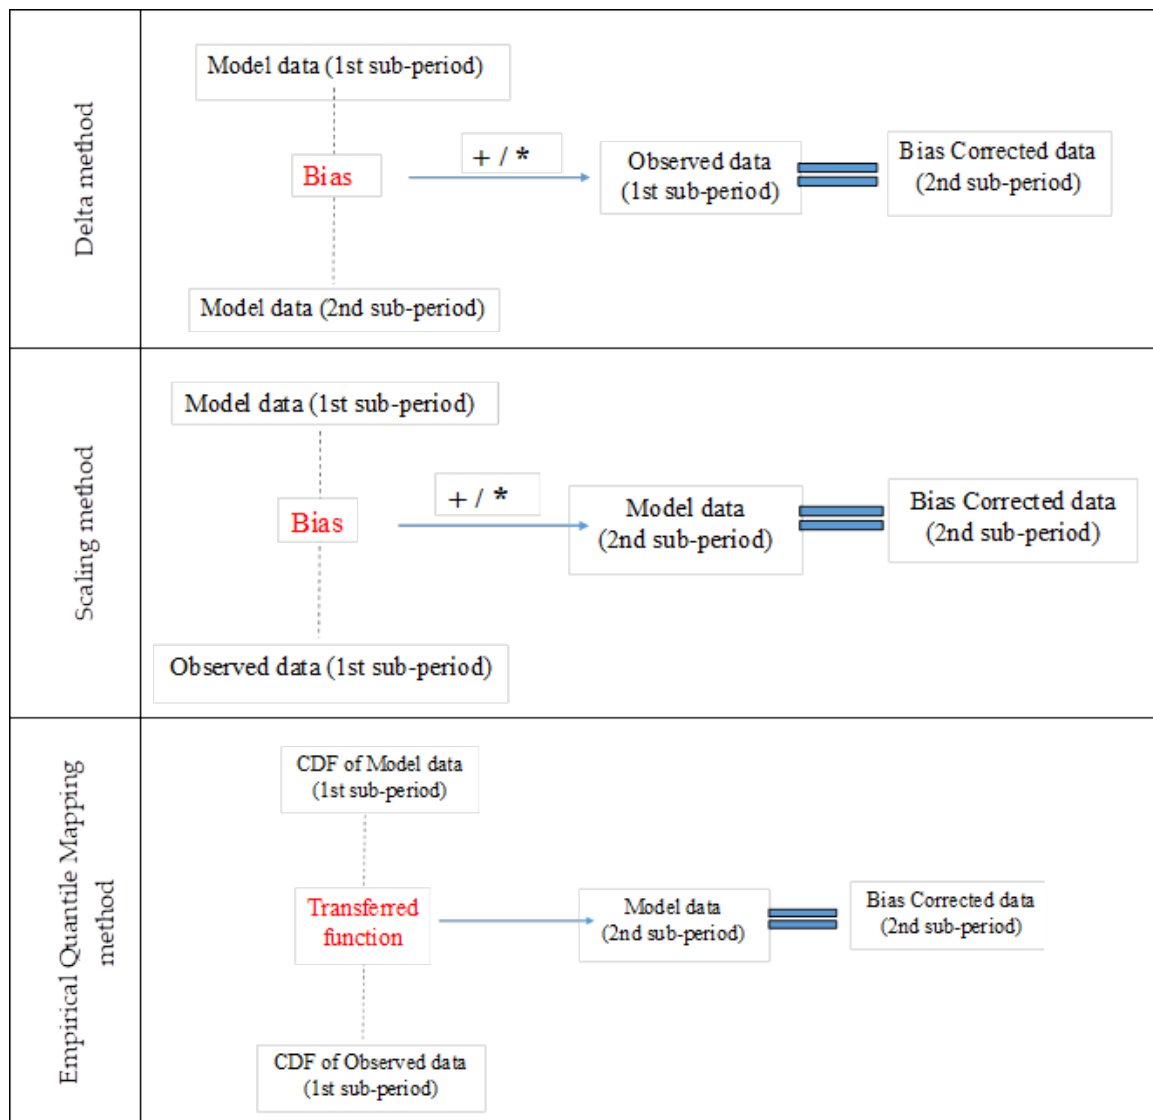 Delta method
Model data (1st sub-period)
Bias
+ / *
Observed data
(1st sub-period)
Bias Corrected data
(2nd sub-period)
Model data (2nd sub-period)
Scaling method
Model data (1st sub-period)
Bias
+ / *
Model data
(2nd sub-period)
Bias Corrected data
(2nd sub-period)
Observed data (1st sub-period)
Empirical Quantile Mapping
method
CDF of Model data
(1st sub-period)
Transferred
function
Model data
(2nd sub-period)
Bias Corrected data
(2nd sub-period)
CDF of Observed data
(1st sub-period)